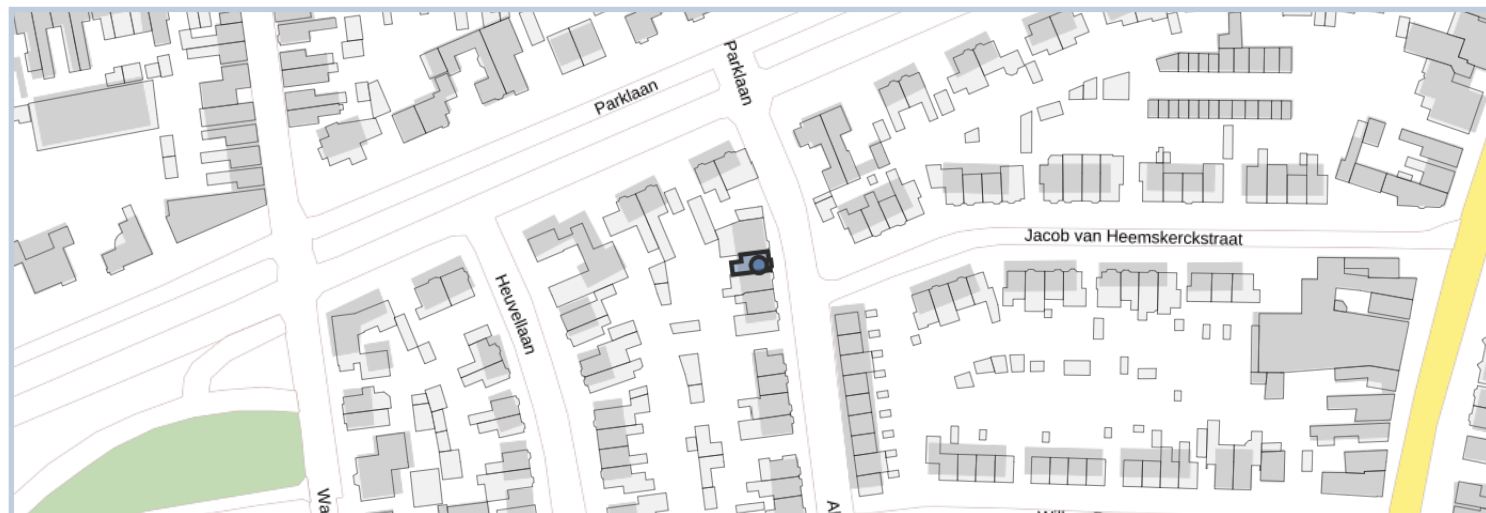 Parklaan
Parklaan
Jacob van Heemskerckstraat
Heuvellaan